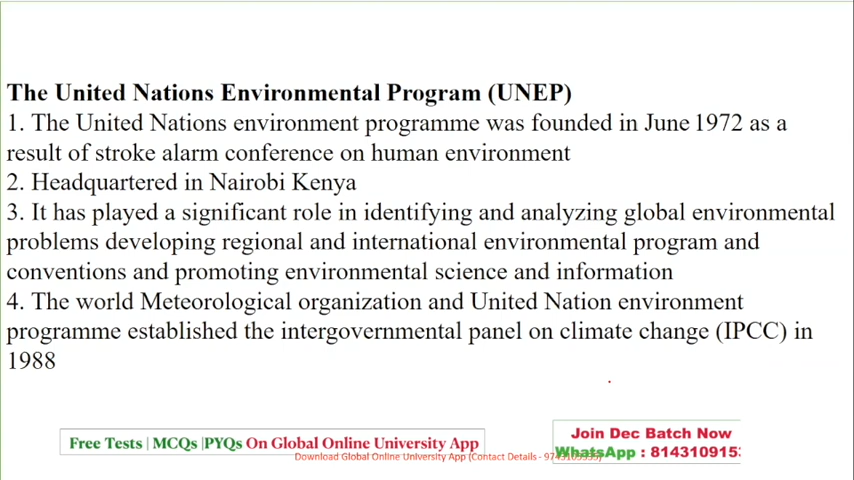 The United Nations Environmental Program (UNEP)
1. The United Nations environment programme was founded in June 1972 as a
result of stroke alarm conference on human environment
2. Headquartered in Nairobi Kenya
3. It has played a significant role in identifying and analyzing global environmental
problems developing regional and international environmental program and
conventions and promoting environmental science and information
4. The world Meteorological organization and United Nation environment
programme established the intergovernmental panel on climate change (IPCC) in
1988
Free Tests | MCQs |PYQs On Global Online University App
Join Dec Batch Now
Download Global Online University App (Contact Details -
WhatsApp : 814310915